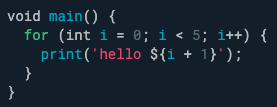 void main() {
  for (int i = 0; i < 5; i++) {
    print('hello ${i + 1}');
  }
}